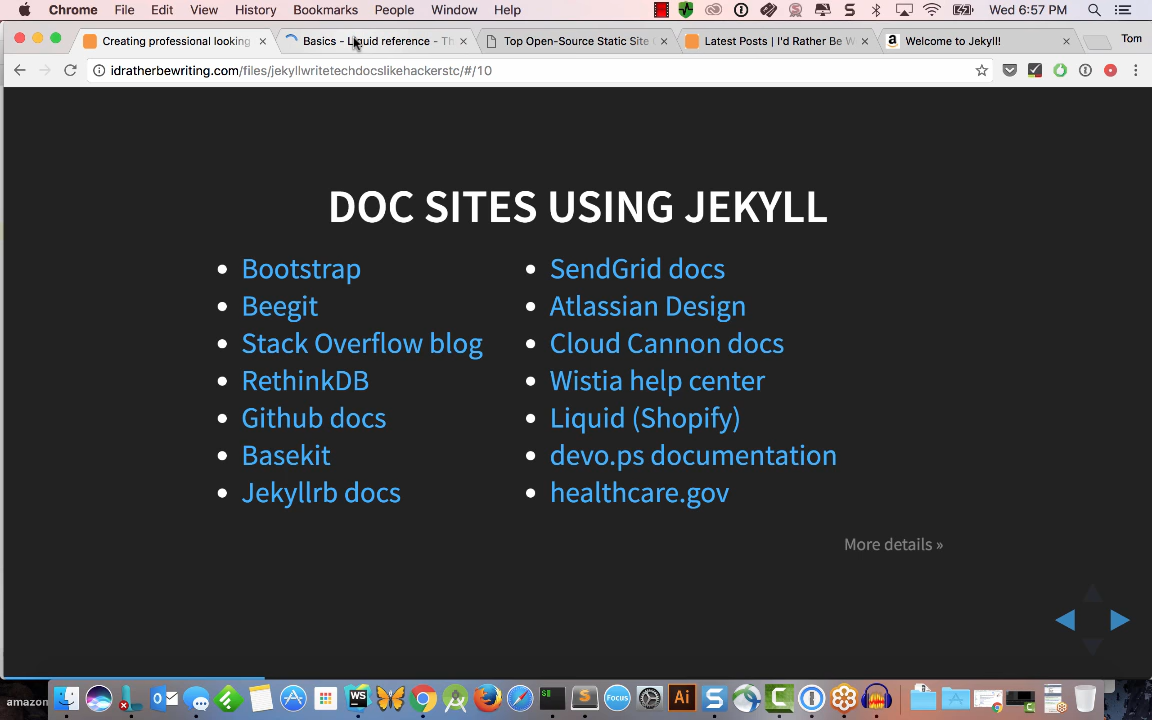 Chrome File Edit View History Bookmarks People Window Help Wed 6:57 PM
Creating professional looking Basics - Liquid reference - Th Top Open-Source Static Site Latest Posts | I'd Rather Be W Welcome to Jekyll! Tom
idratherbewriting.com/files/jekyllwritetechdocslikehackerstc/#/10
DOC SITES USING JEKYLL
Bootstrap
Beegit
Stack Overflow blog
RethinkDB
Github docs
Basekit
Jekyllrb docs
SendGrid docs
Atlassian Design
Cloud Cannon docs
Wistia help center
Liquid (Shopify)
devo.ps documentation
healthcare.gov
More details »
amazon
WS
FOCUS
Ai